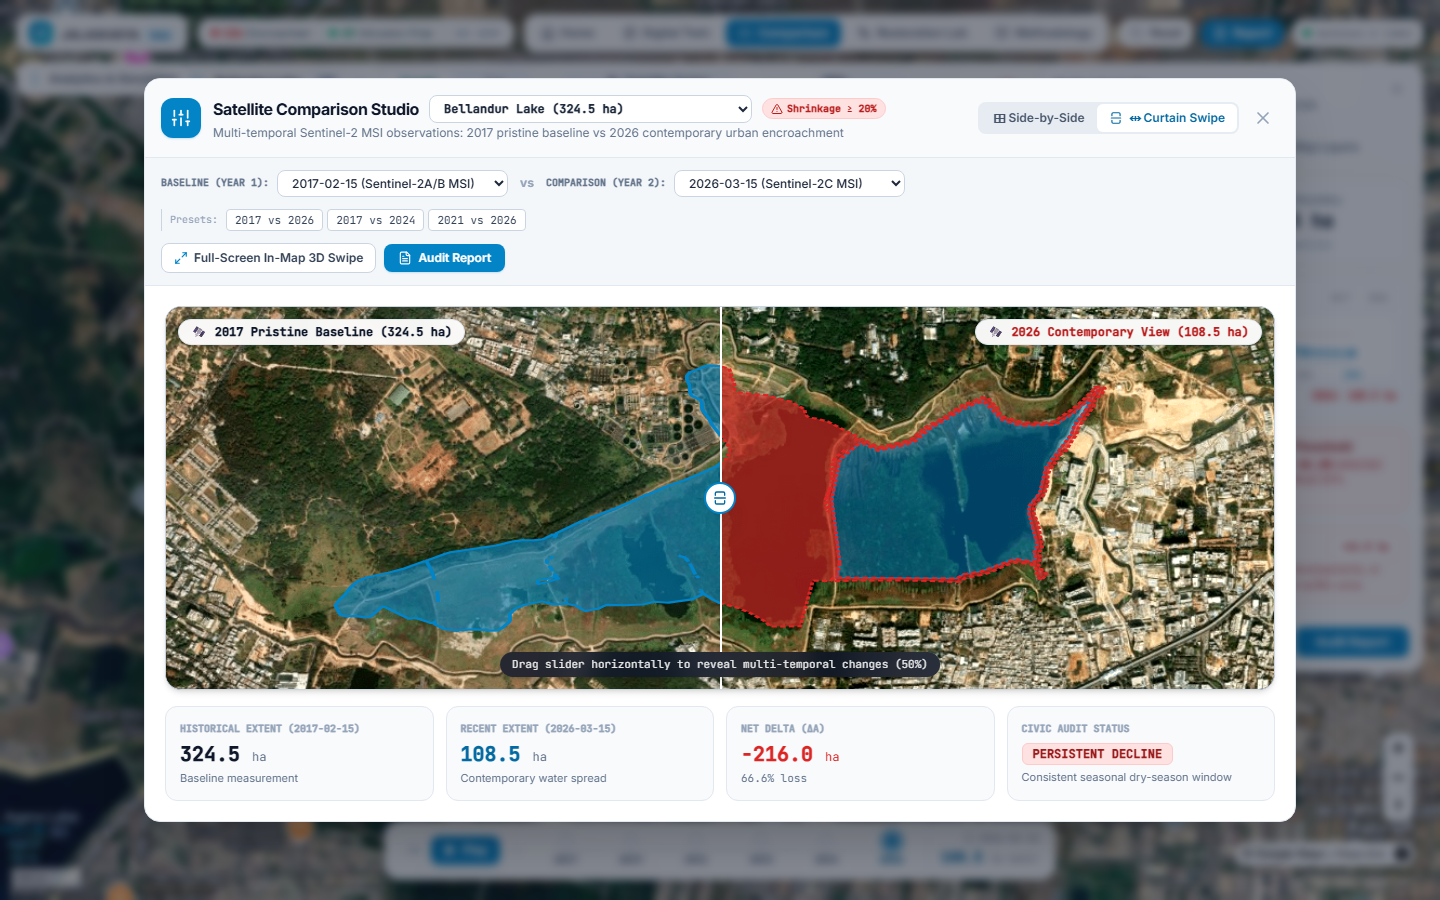 Satellite Comparison Studio
Bellandur Lake (324.5 ha)
Shrinkage ≥ 20%
Multi-temporal Sentinel-2 MSI observations: 2017 pristine baseline vs 2026 contemporary urban encroachment
Side-by-Side
Curtain Swipe
BASELINE (YEAR 1):
2017-02-15 (Sentinel-2A/B MSI)
VS
COMPARISON (YEAR 2):
2026-03-15 (Sentinel-2C MSI)
Presets:
2017 vs 2026
2017 vs 2024
2021 vs 2026
Full-Screen In-Map 3D Swipe
Audit Report
2017 Pristine Baseline (324.5 ha)
2026 Contemporary View (108.5 ha)
Drag slider horizontally to reveal multi-temporal changes (50%)
HISTORICAL EXTENT (2017-02-15)
324.5 ha
Baseline measurement
RECENT EXTENT (2026-03-15)
108.5 ha
Contemporary water spread
NET DELTA (ΔA)
-216.0 ha
66.6% loss
CIVIC AUDIT STATUS
PERSISTENT DECLINE
Consistent seasonal dry-season window